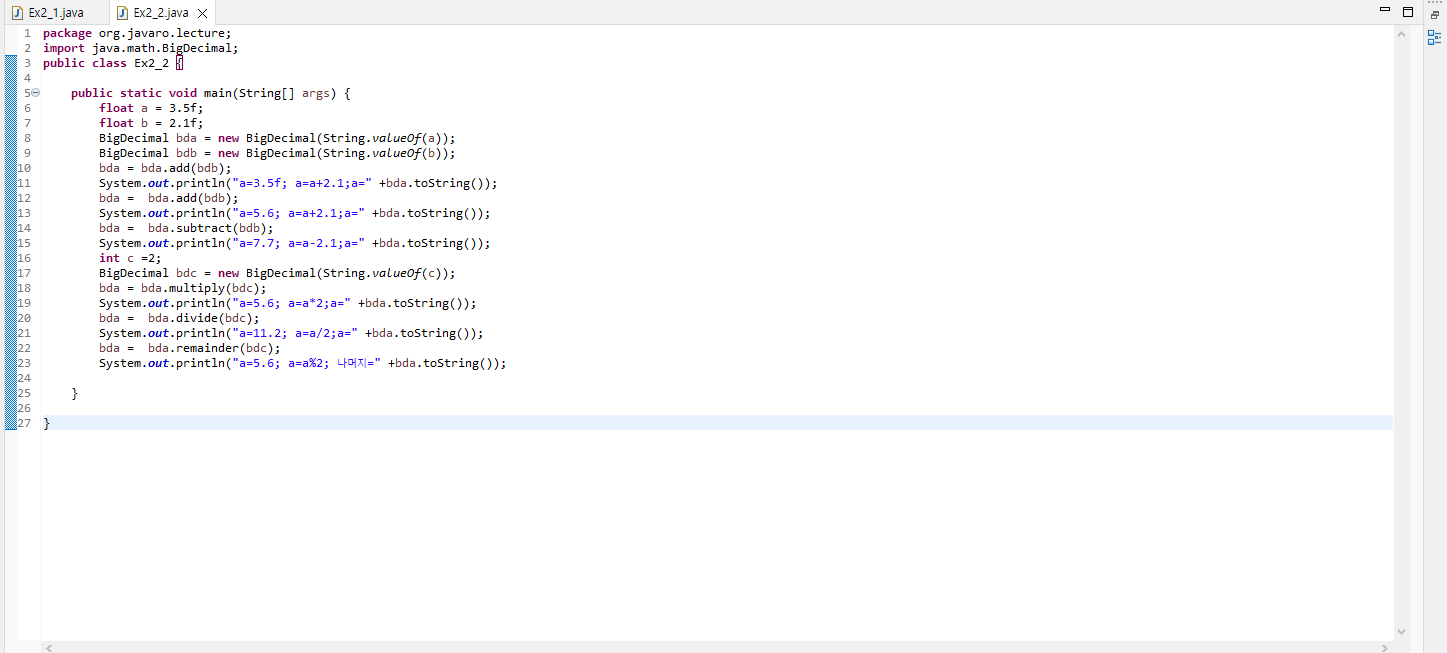 Ex2_1.java Ex2_2.java
1 package org.javaro.lecture;
2 import java.math.BigDecimal;
3 public class Ex2_2 {
4
5 public static void main(String[] args) {
6 float a = 3.5f;
7 float b = 2.1f;
8 BigDecimal bda = new BigDecimal(String.valueOf(a));
9 BigDecimal bdb = new BigDecimal(String.valueOf(b));
10 bda = bda.add(bdb);
11 System.out.println("a=3.5f; a=a+2.1;a=" +bda.toString());
12 bda =  bda.add(bdb);
13 System.out.println("a=5.6; a=a+2.1;a=" +bda.toString());
14 bda =  bda.subtract(bdb);
15 System.out.println("a=7.7; a=a-2.1;a=" +bda.toString());
16 int c =2;
17 BigDecimal bdc = new BigDecimal(String.valueOf(c));
18 bda = bda.multiply(bdc);
19 System.out.println("a=5.6; a=a*2;a=" +bda.toString());
20 bda =  bda.divide(bdc);
21 System.out.println("a=11.2; a=a/2;a=" +bda.toString());
22 bda =  bda.remainder(bdc);
23 System.out.println("a=5.6; a=a%2; 나머지=" +bda.toString());
24
25 }
26
27 }